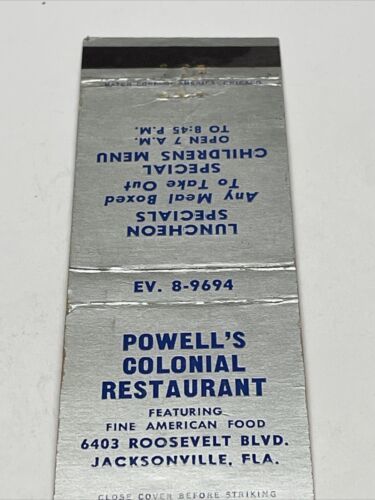 LUNCHEON
SPECIALS
Any Meal Boxed
To Take Out
SPECIAL
CHILDRENS MENU
OPEN 7 A.M.
TO 8:45 P.M.
EV. 8-9694
POWELL'S
COLONIAL
RESTAURANT
FEATURING
FINE AMERICAN FOOD
6403 ROOSEVELT BLVD.
JACKSONVILLE, FLA.
CLOSE COVER BEFORE STRIKING